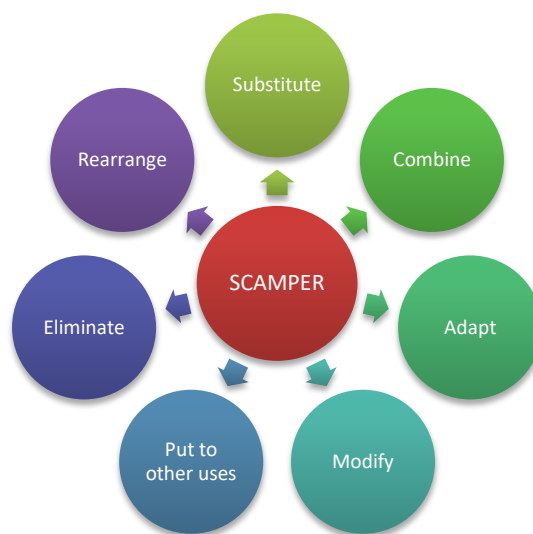 SCAMPER
Substitute
Combine
Adapt
Modify
Put to
other uses
Eliminate
Rearrange